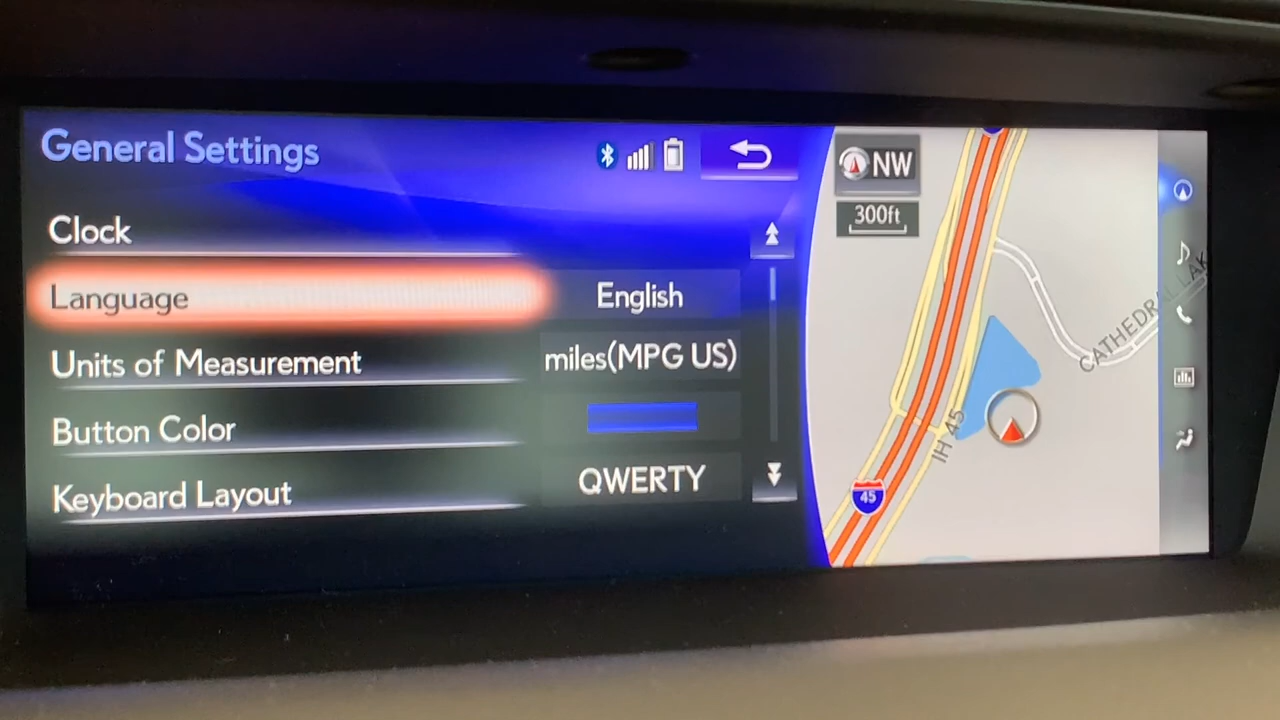 General Settings
Clock
Language English
Units of Measurement miles(MPG US)
Button Color
Keyboard Layout QWERTY
NW
300ft
CATHEDRAL LAK
IH 45
45